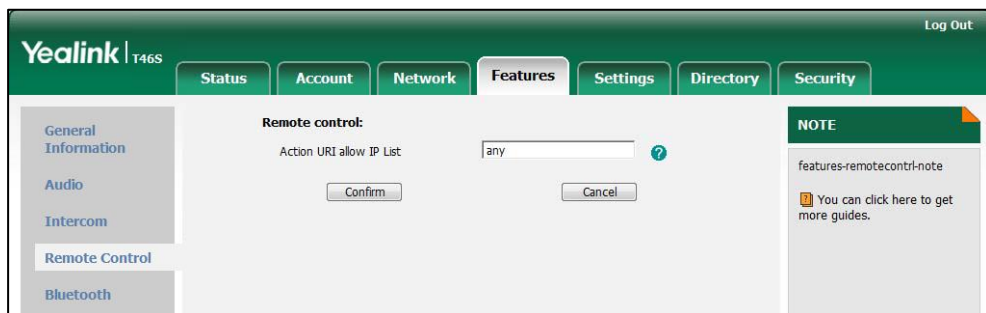 Log Out
Yealink | T46S
Status Account Network Features Settings Directory Security
General
Information
Audio
Intercom
Remote Control
Bluetooth
Remote control:
Action URI allow IP List any ?
Confirm Cancel
NOTE
features-remotecontrl-note
? You can click here to get
more guides.